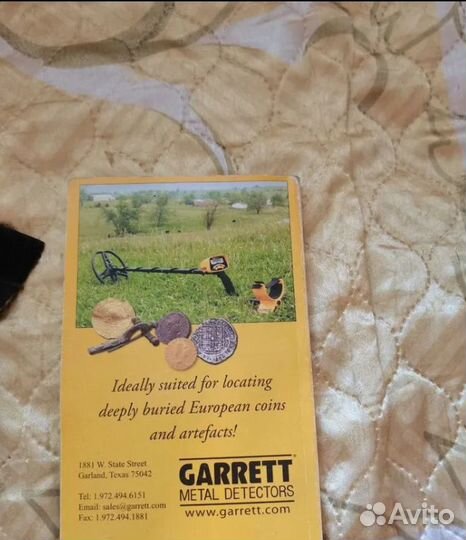 Ideally suited for locating
deeply buried European coins
and artefacts!
1881 W. State Street
Garland, Texas 75042
Tel: 1.972.494.6151
Email: sales@garrett.com
Fax: 1.972.494.1881
GARRETT®
METAL DETECTORS
www.garrett.com
Avito